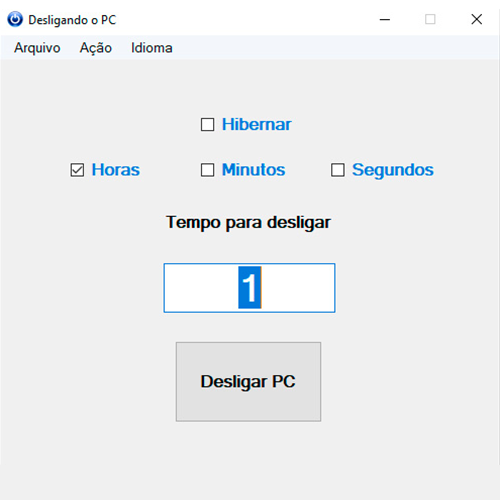 Desligando o PC
Arquivo Ação Idioma
Hibernar
Horas Minutos Segundos
Tempo para desligar
1
Desligar PC